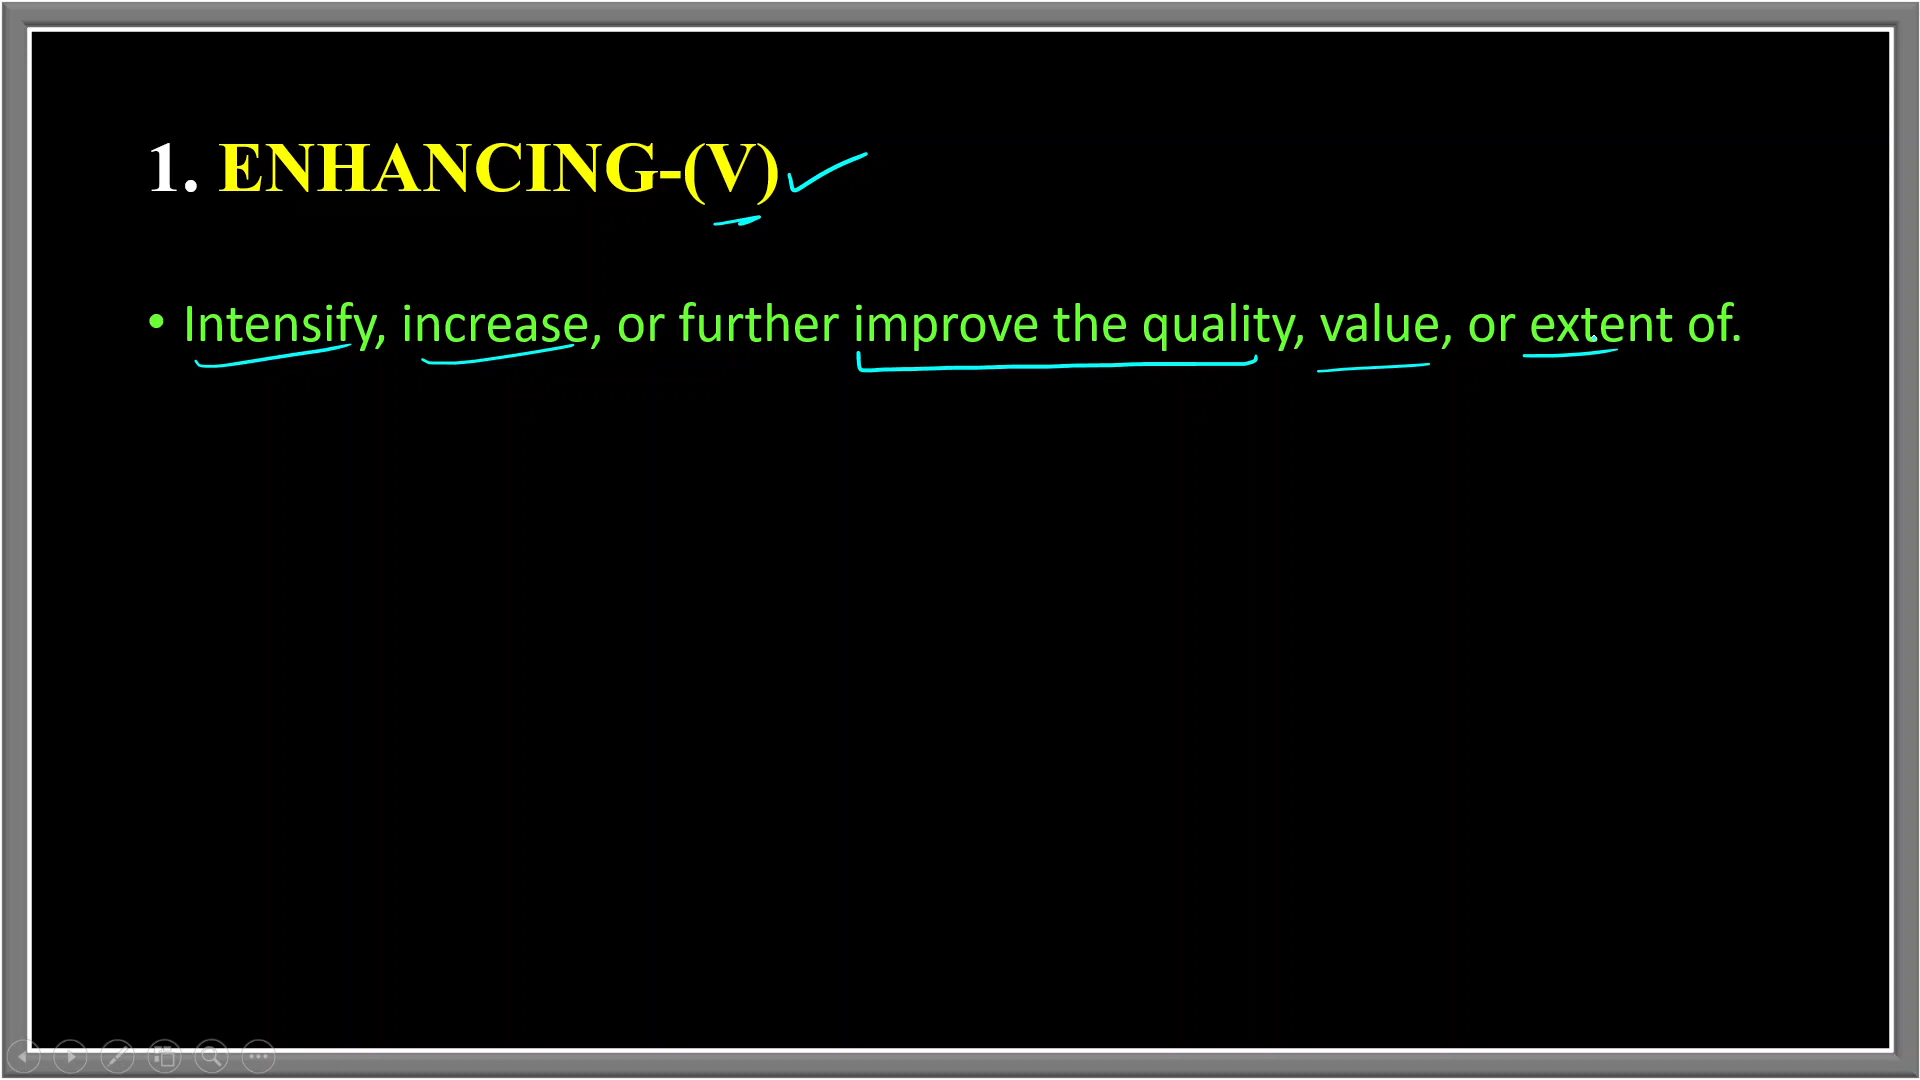 1. ENHANCING-(V)
• Intensify, increase, or further improve the quality, value, or extent of.